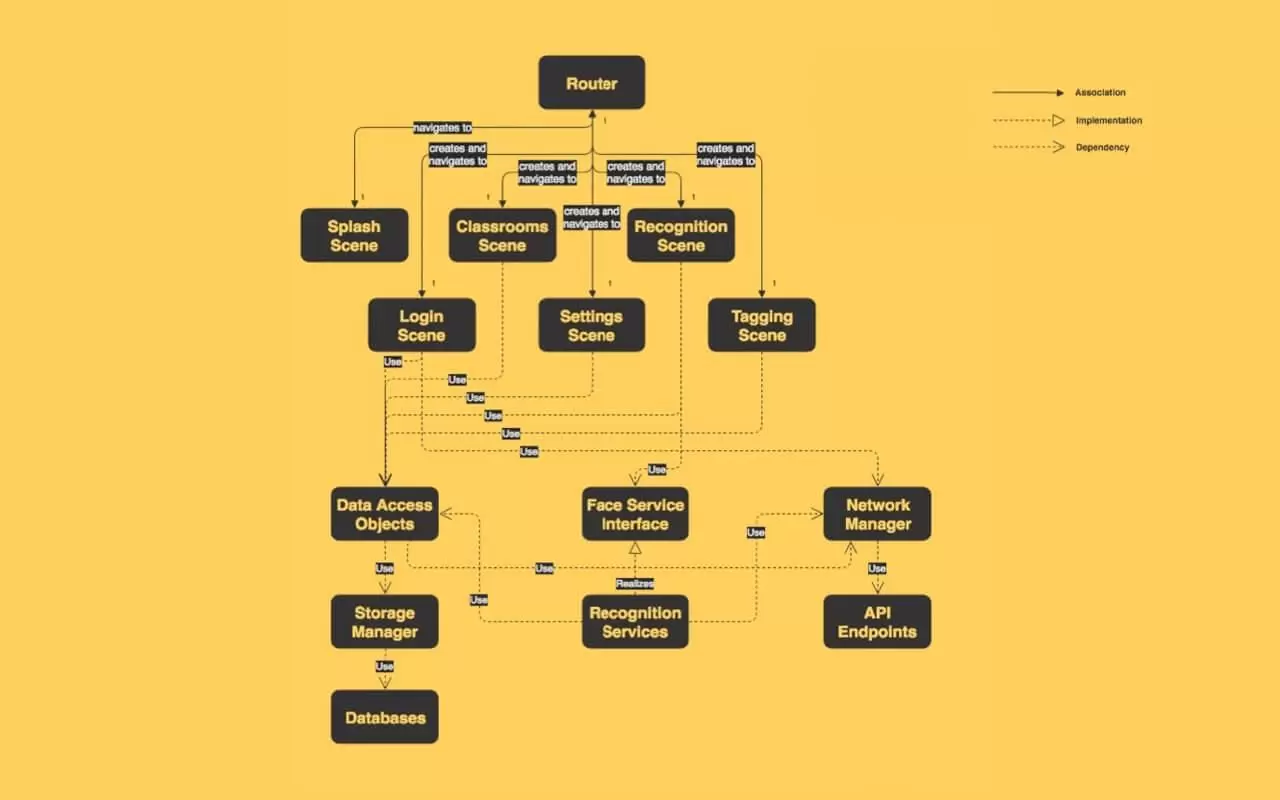 Router
Association
1
Implementation
navigates to
creates and
navigates to
creates and
navigates to
Dependency
creates and
navigates to
creates and
navigates to
1
1
1
creates and
navigates to
Splash
Scene
Classrooms
Scene
Recognition
Scene
1
1
1
Login
Scene
Settings
Scene
Tagging
Scene
Use
Use
Use
Use
Use
Use
Use
Data Access
Objects
Face Service
Interface
Network
Manager
Use
Use
Use
Use
Realizes
Use
Storage
Manager
Recognition
Services
API
Endpoints
Use
Databases